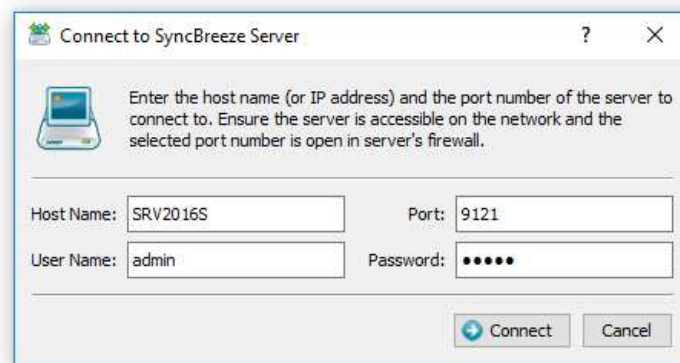 Connect to SyncBreeze Server
?
Enter the host name (or IP address) and the port number of the server to
connect to. Ensure the server is accessible on the network and the
selected port number is open in server's firewall.
Host Name: SRV2016S Port: 9121
User Name: admin Password: •••••
Connect Cancel